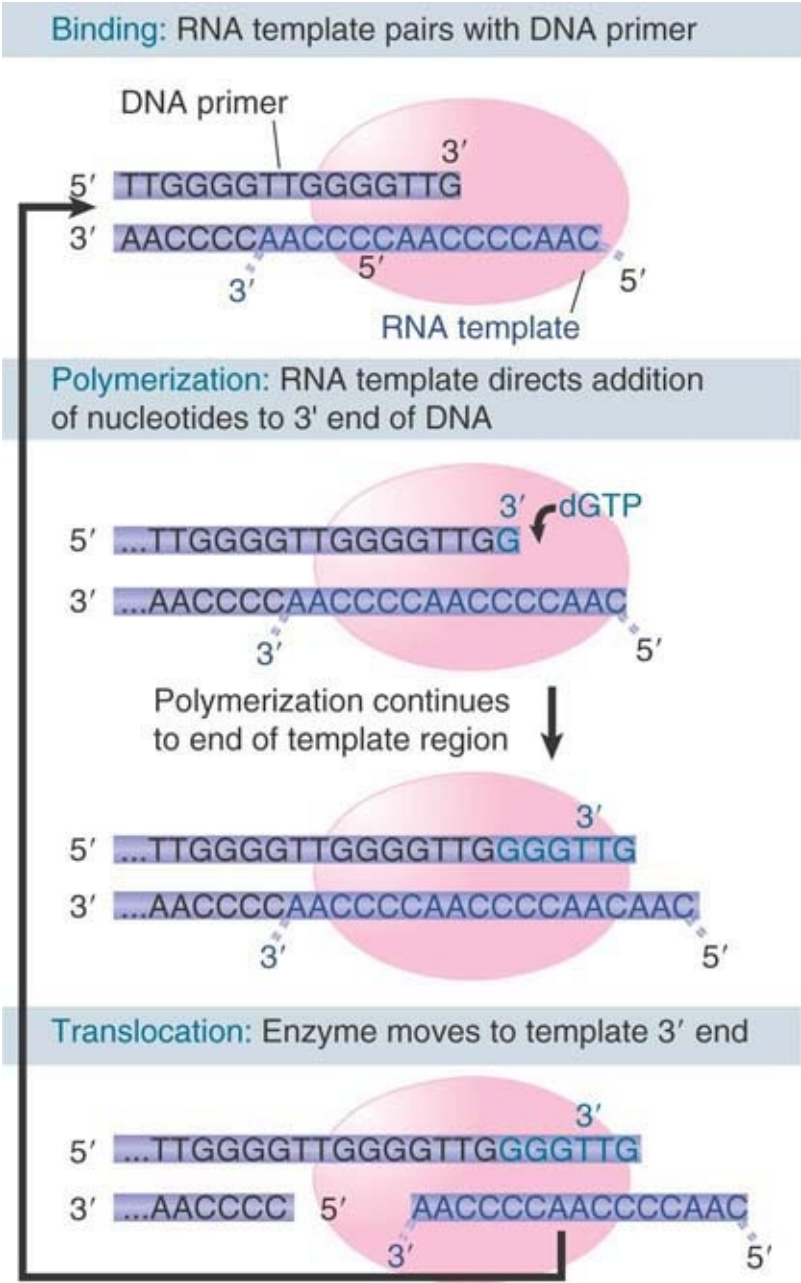 Binding: RNA template pairs with DNA primer
DNA primer
3′
5′ TTGGGGTTGGGGTTG
3′ AACCCCAACCCCAACCCCAAC
3′ 5′ 5′
RNA template
Polymerization: RNA template directs addition
of nucleotides to 3' end of DNA
3′ dGTP
5′ ...TTGGGGTTGGGGTTGG
3′ ...AACCCCAACCCCAACCCCAAC
3′ 5′
Polymerization continues
to end of template region
3′
5′ ...TTGGGGTTGGGGTTGGGGTTG
3′ ...AACCCCAACCCCAACCCCAACAAC
3′ 5′
Translocation: Enzyme moves to template 3′ end
3′
5′ ...TTGGGGTTGGGGTTGGGGTTG
3′ ...AACCCC 5′ AACCCCAACCCCAAC
3′ 5′